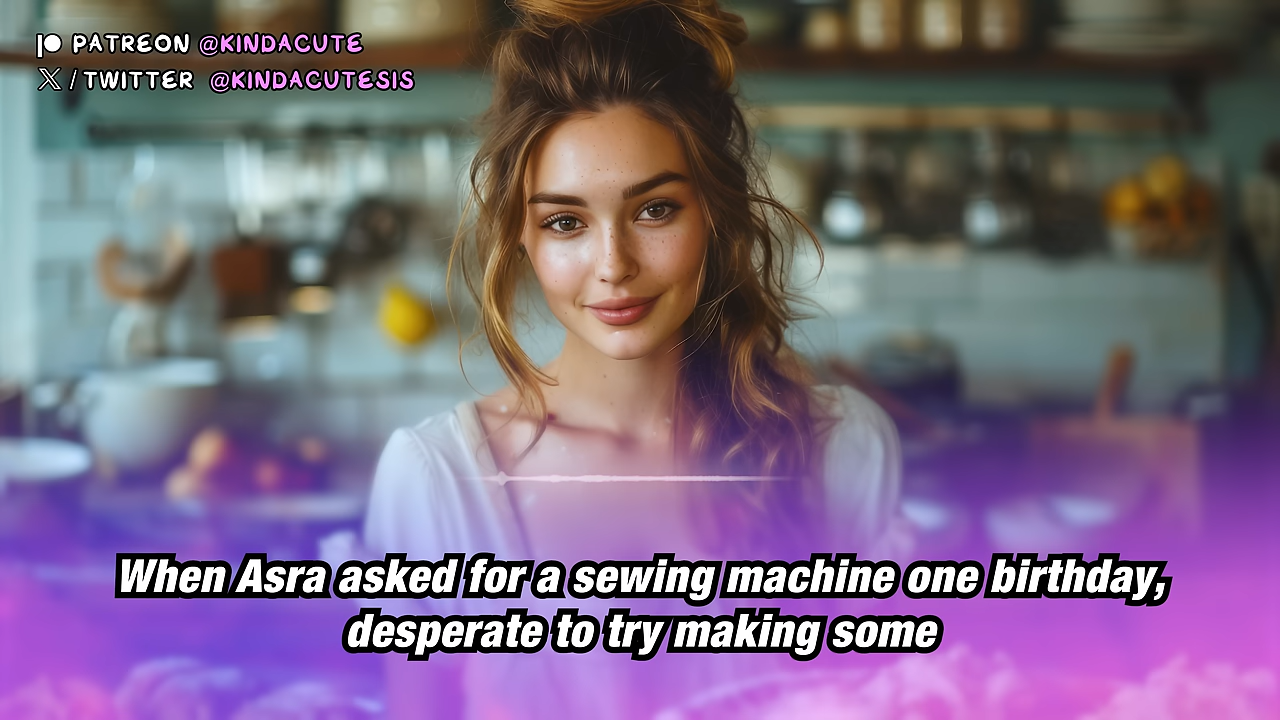 PATREON @KINDACUTE
X / TWITTER @KINDACUTESIS
When Asra asked for a sewing machine one birthday,
desperate to try making some